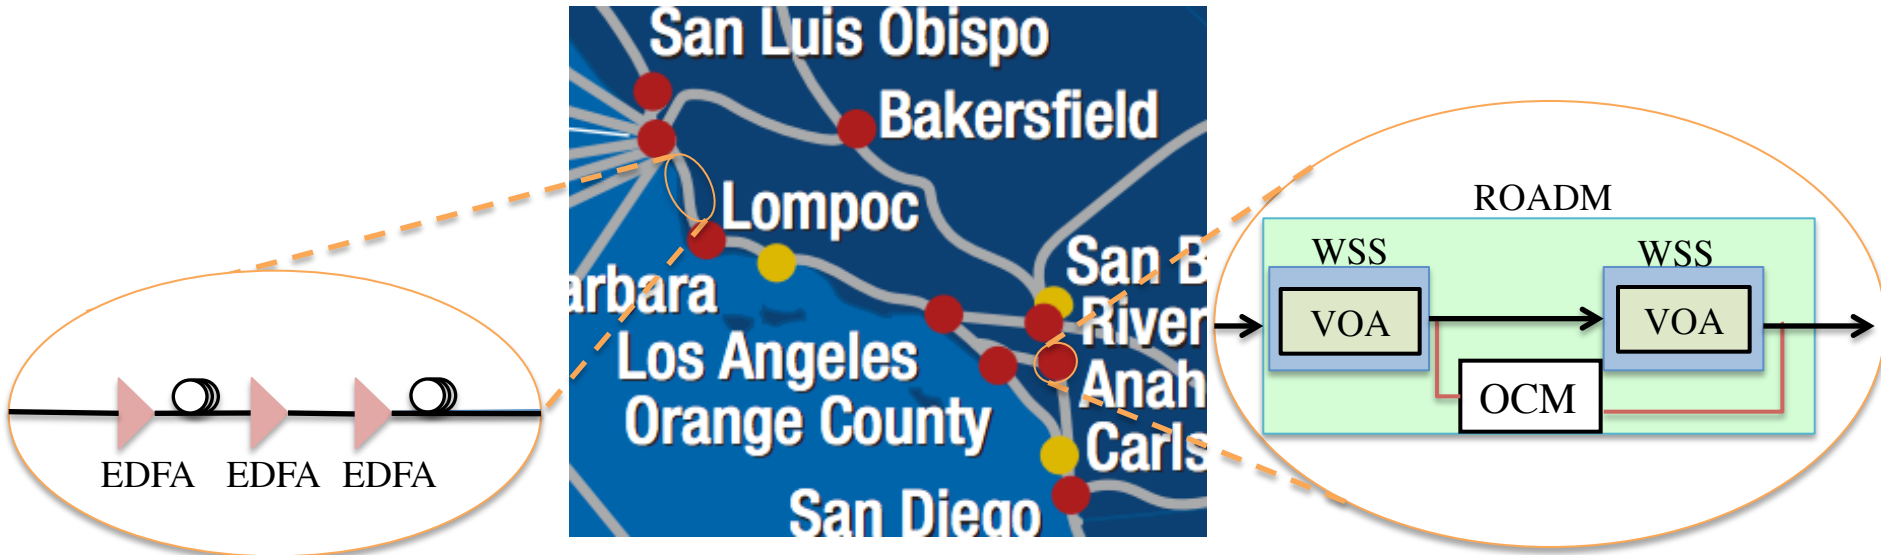 San Luis Obispo
Bakersfield
Lompoc
San B
arbara
River
Los Angeles
Anah
Orange County
Carls
San Diego
EDFA EDFA EDFA
ROADM
WSS WSS
VOA VOA
OCM